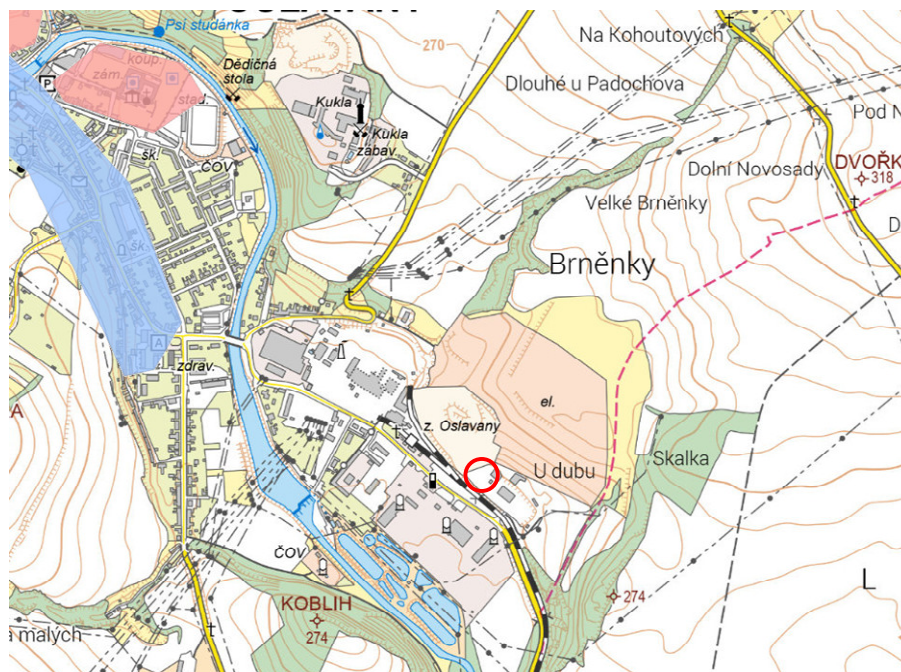 Psí studánka
270
Na Kohoutových
koup.
zám.
P
Dědičná
štola
stad.
Dlouhé u Padochova
Kukla
Kukla
zábav.
Pod N
šk.
ČOV
Dolní Novosady
DVOŘK
318
Velké Brněnky
D
šk.
Brněnky
A
zdrav.
A
el.
z. Oslavany
U dubu
Skalka
ČOV
L
KOBLIH
274
274
a malých